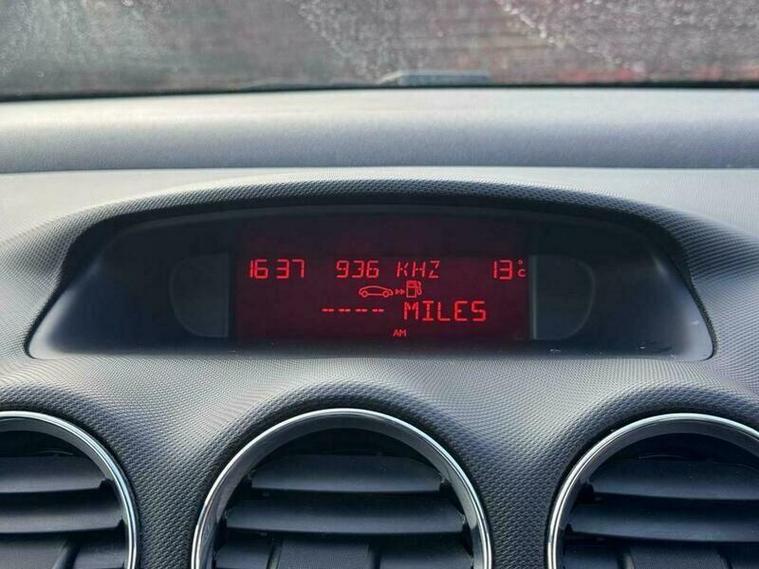 1637 936 KHZ 13°C
---- MILES
AM